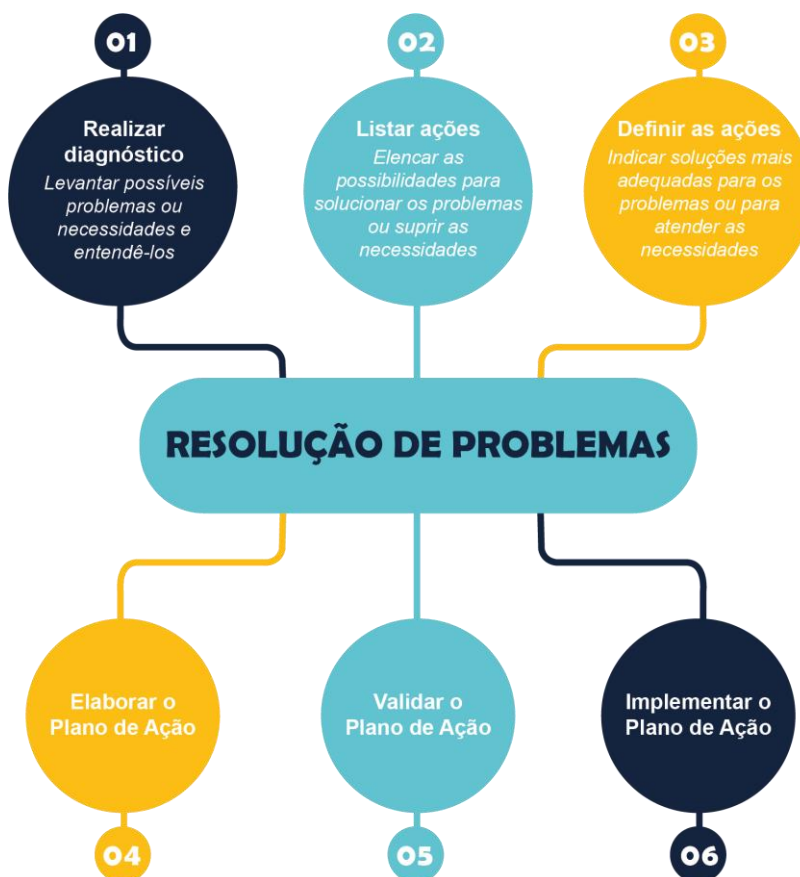 01
Realizar
diagnóstico
Levantar possíveis
problemas ou
necessidades e
entendê-los
02
Listar ações
Elencar as
possibilidades para
solucionar os problemas
ou suprir as
necessidades
03
Definir as ações
Indicar soluções mais
adequadas para os
problemas ou para
atender as
necessidades
RESOLUÇÃO DE PROBLEMAS
Elaborar o
Plano de Ação
04
Validar o
Plano de Ação
05
Implementar o
Plano de Ação
06